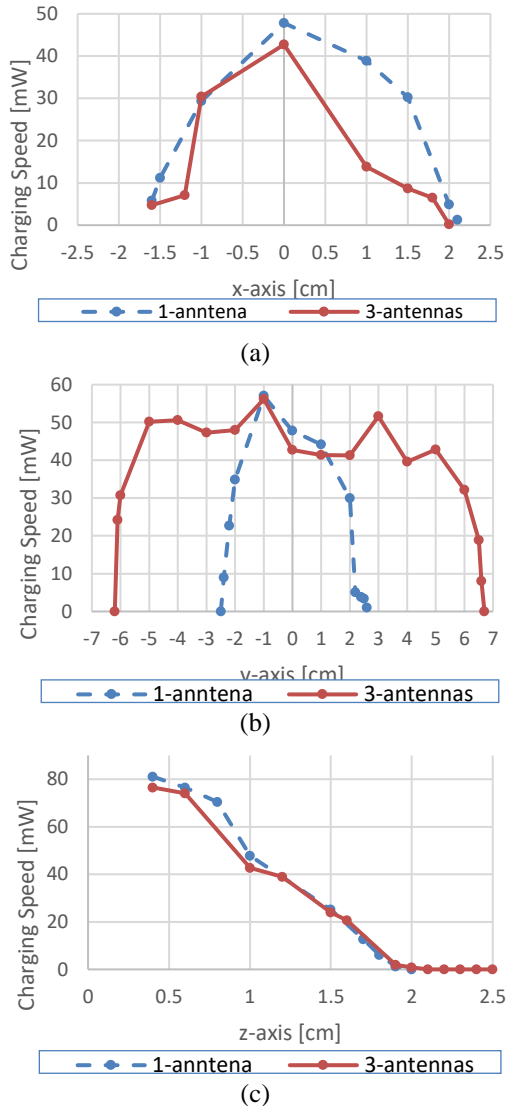 50
40
30
20
10
0
Charging Speed [mW]
-2.5 -2 -1.5 -1 -0.5 0 0.5 1 1.5 2 2.5
x-axis [cm]
1-anntena 3-antennas
(a)
60
50
40
30
20
10
0
Charging Speed [mW]
-7 -6 -5 -4 -3 -2 -1 0 1 2 3 4 5 6 7
y-axis [cm]
1-anntena 3-antennas
(b)
80
60
40
20
0
Charging Speed [mW]
0 0.5 1 1.5 2 2.5
z-axis [cm]
1-anntena 3-antennas
(c)